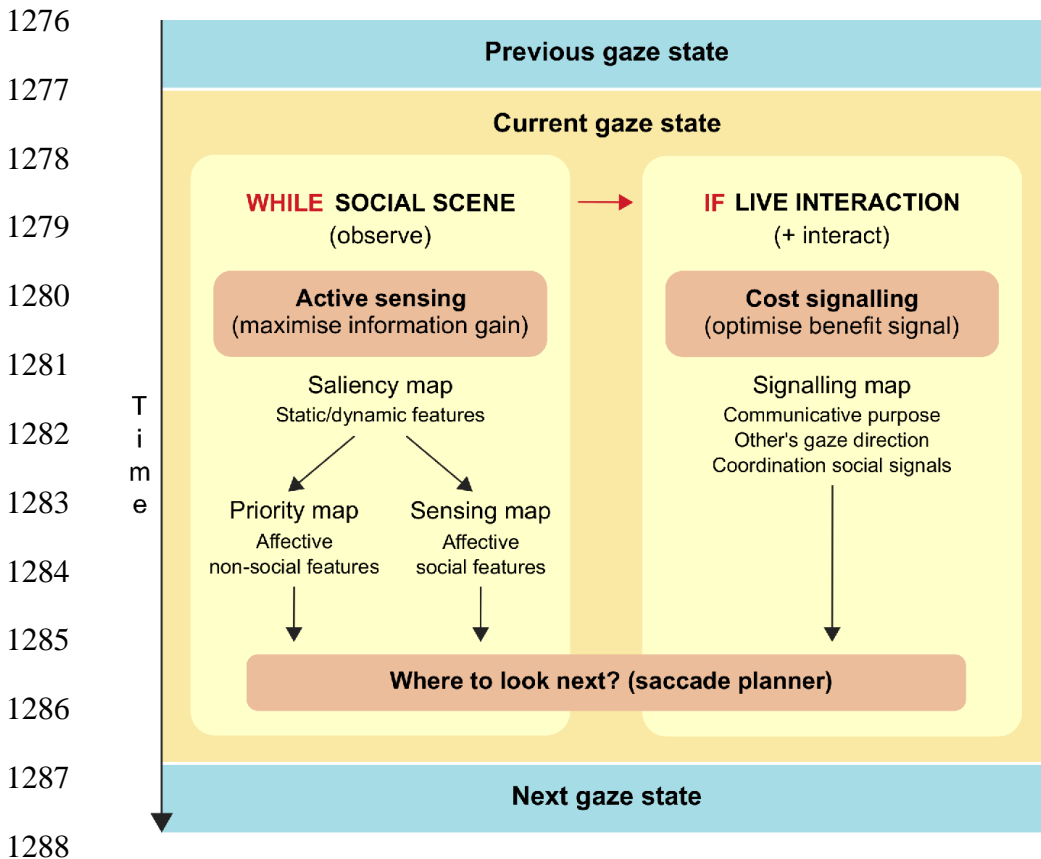 1276
Previous gaze state
1277
Current gaze state
1278
WHILE SOCIAL SCENE
(observe)
IF LIVE INTERACTION
(+ interact)
1279
1280
Active sensing
(maximise information gain)
Cost signalling
(optimise benefit signal)
1281
Saliency map
Static/dynamic features
Signalling map
Communicative purpose
Other's gaze direction
Coordination social signals
Time
1282
1283
Priority map
Affective
non-social features
Sensing map
Affective
social features
1284
1285
Where to look next? (saccade planner)
1286
1287
Next gaze state
1288